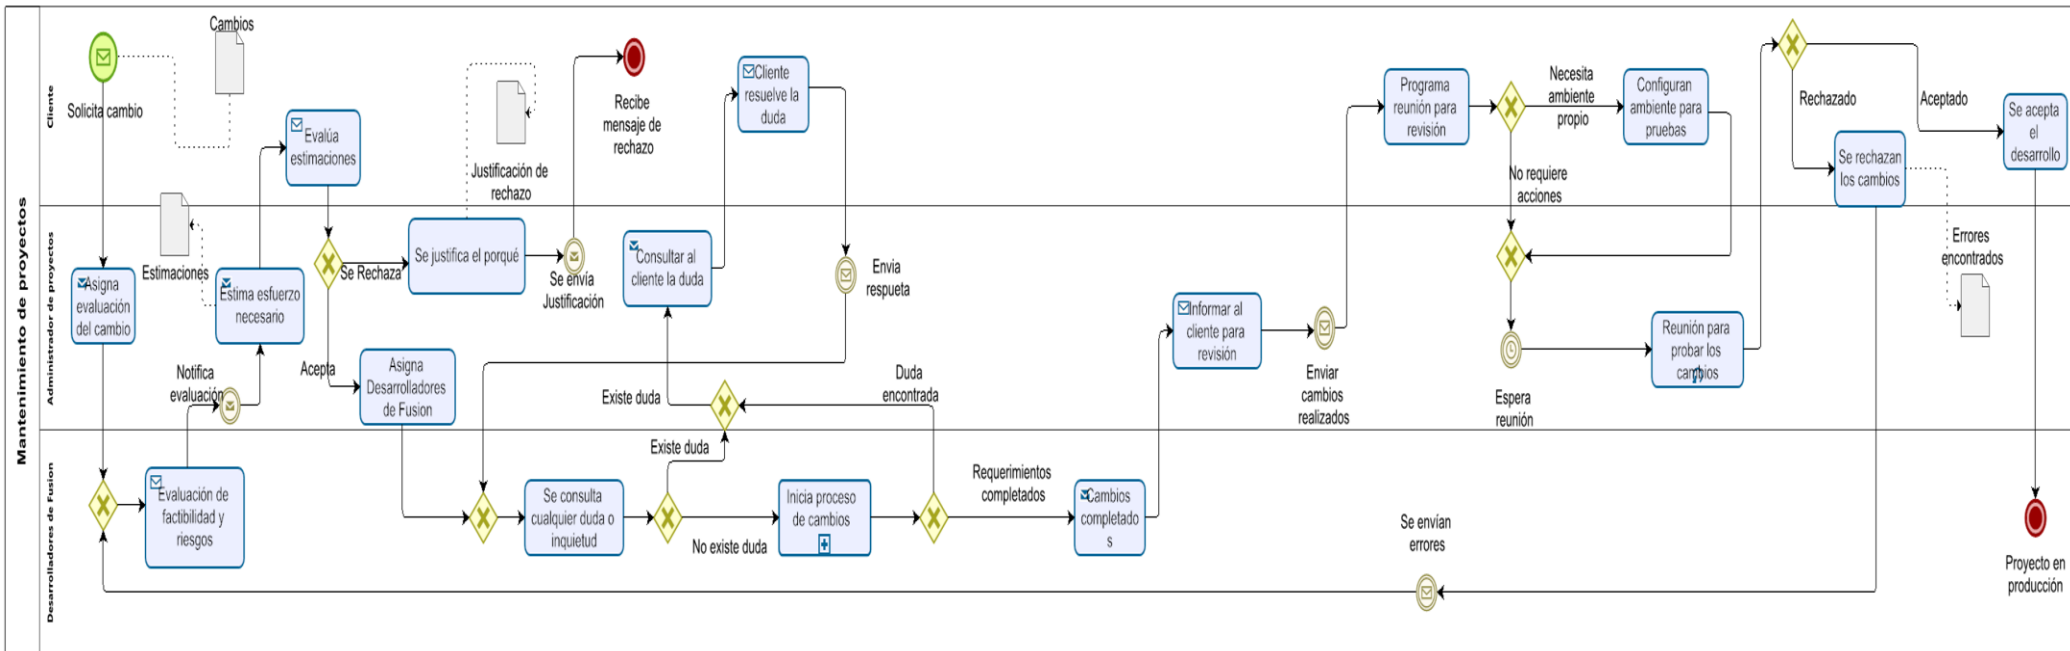 Mantenimiento de proyectos
Cliente
Administrador de proyectos
Desarrolladores de Fusion
Solicita cambio
Cambios
Evalúa
estimaciones
Justificación de
rechazo
Recibe
mensaje de
rechazo
Cliente
resuelve la
duda
Programa
reunión para
revisión
Necesita
ambiente
propio
Configuran
ambiente para
pruebas
No requiere
acciones
Rechazado
Aceptado
Se rechazan
los cambios
Se acepta
el
desarrollo
Asigna
evaluación
del cambio
Estimaciones
Estima esfuerzo
necesario
Notifica
evaluación
Se Rechaza
Acepta
Se justifica el porqué
Se envía
Justificación
Asigna
Desarrolladores
de Fusion
Consultar al
cliente la duda
Envia
respueta
Existe duda
Duda
encontrada
Informar al
cliente para
revisión
Enviar
cambios
realizados
Espera
reunión
Reunión para
probar los
cambios
Errores
encontrados
Evaluación de
factibilidad y
riesgos
Se consulta
cualquier duda o
inquietud
Existe duda
No existe duda
Inicia proceso
de cambios
Requerimientos
completados
Cambios
completado
s
Se envían
errores
Proyecto en
producción